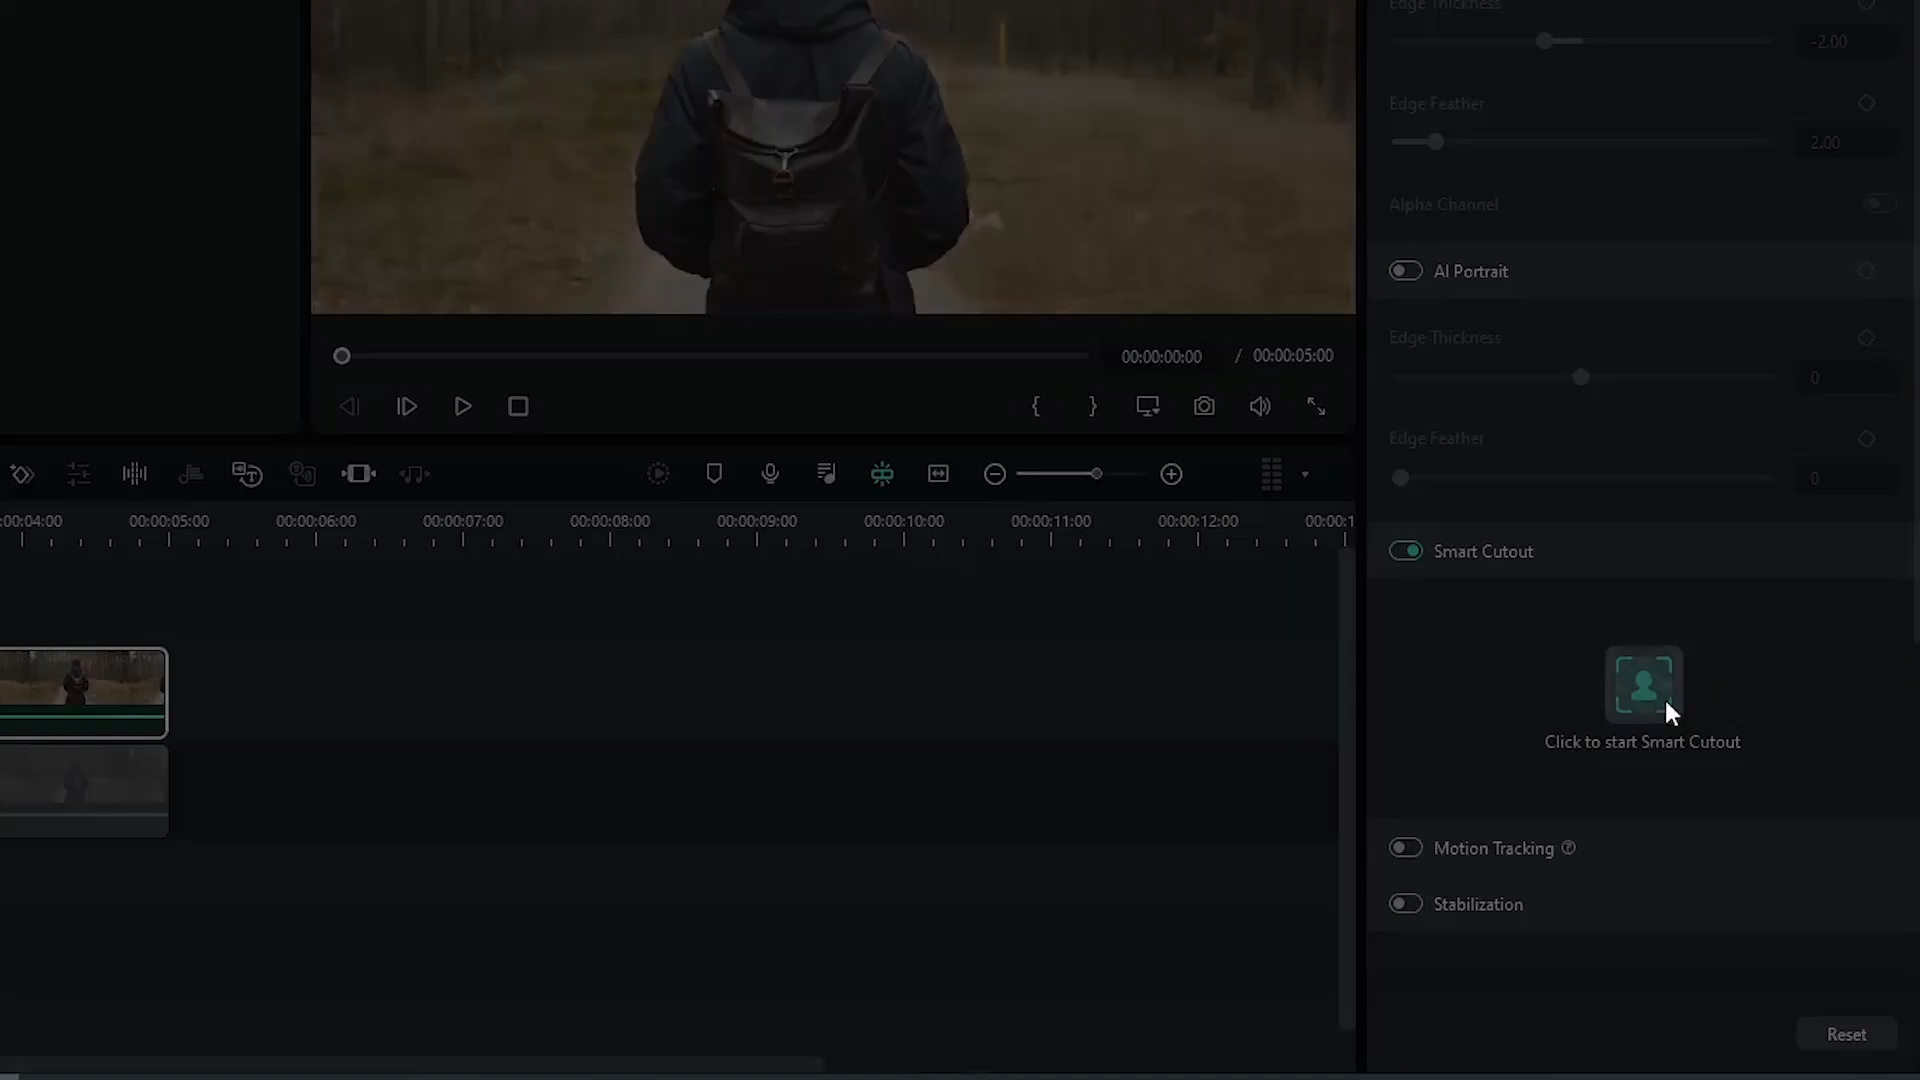 Edge Thickness
-2.00
Edge Feather
2.00
Alpha Channel
AI Portrait
Edge Thickness
0
Edge Feather
0
Smart Cutout
Click to start Smart Cutout
Motion Tracking
Stabilization
Reset
00:00:00:00 / 00:00:05:00
:00:04:00 00:00:05:00 00:00:06:00 00:00:07:00 00:00:08:00 00:00:09:00 00:00:10:00 00:00:11:00 00:00:12:00 00:00:1